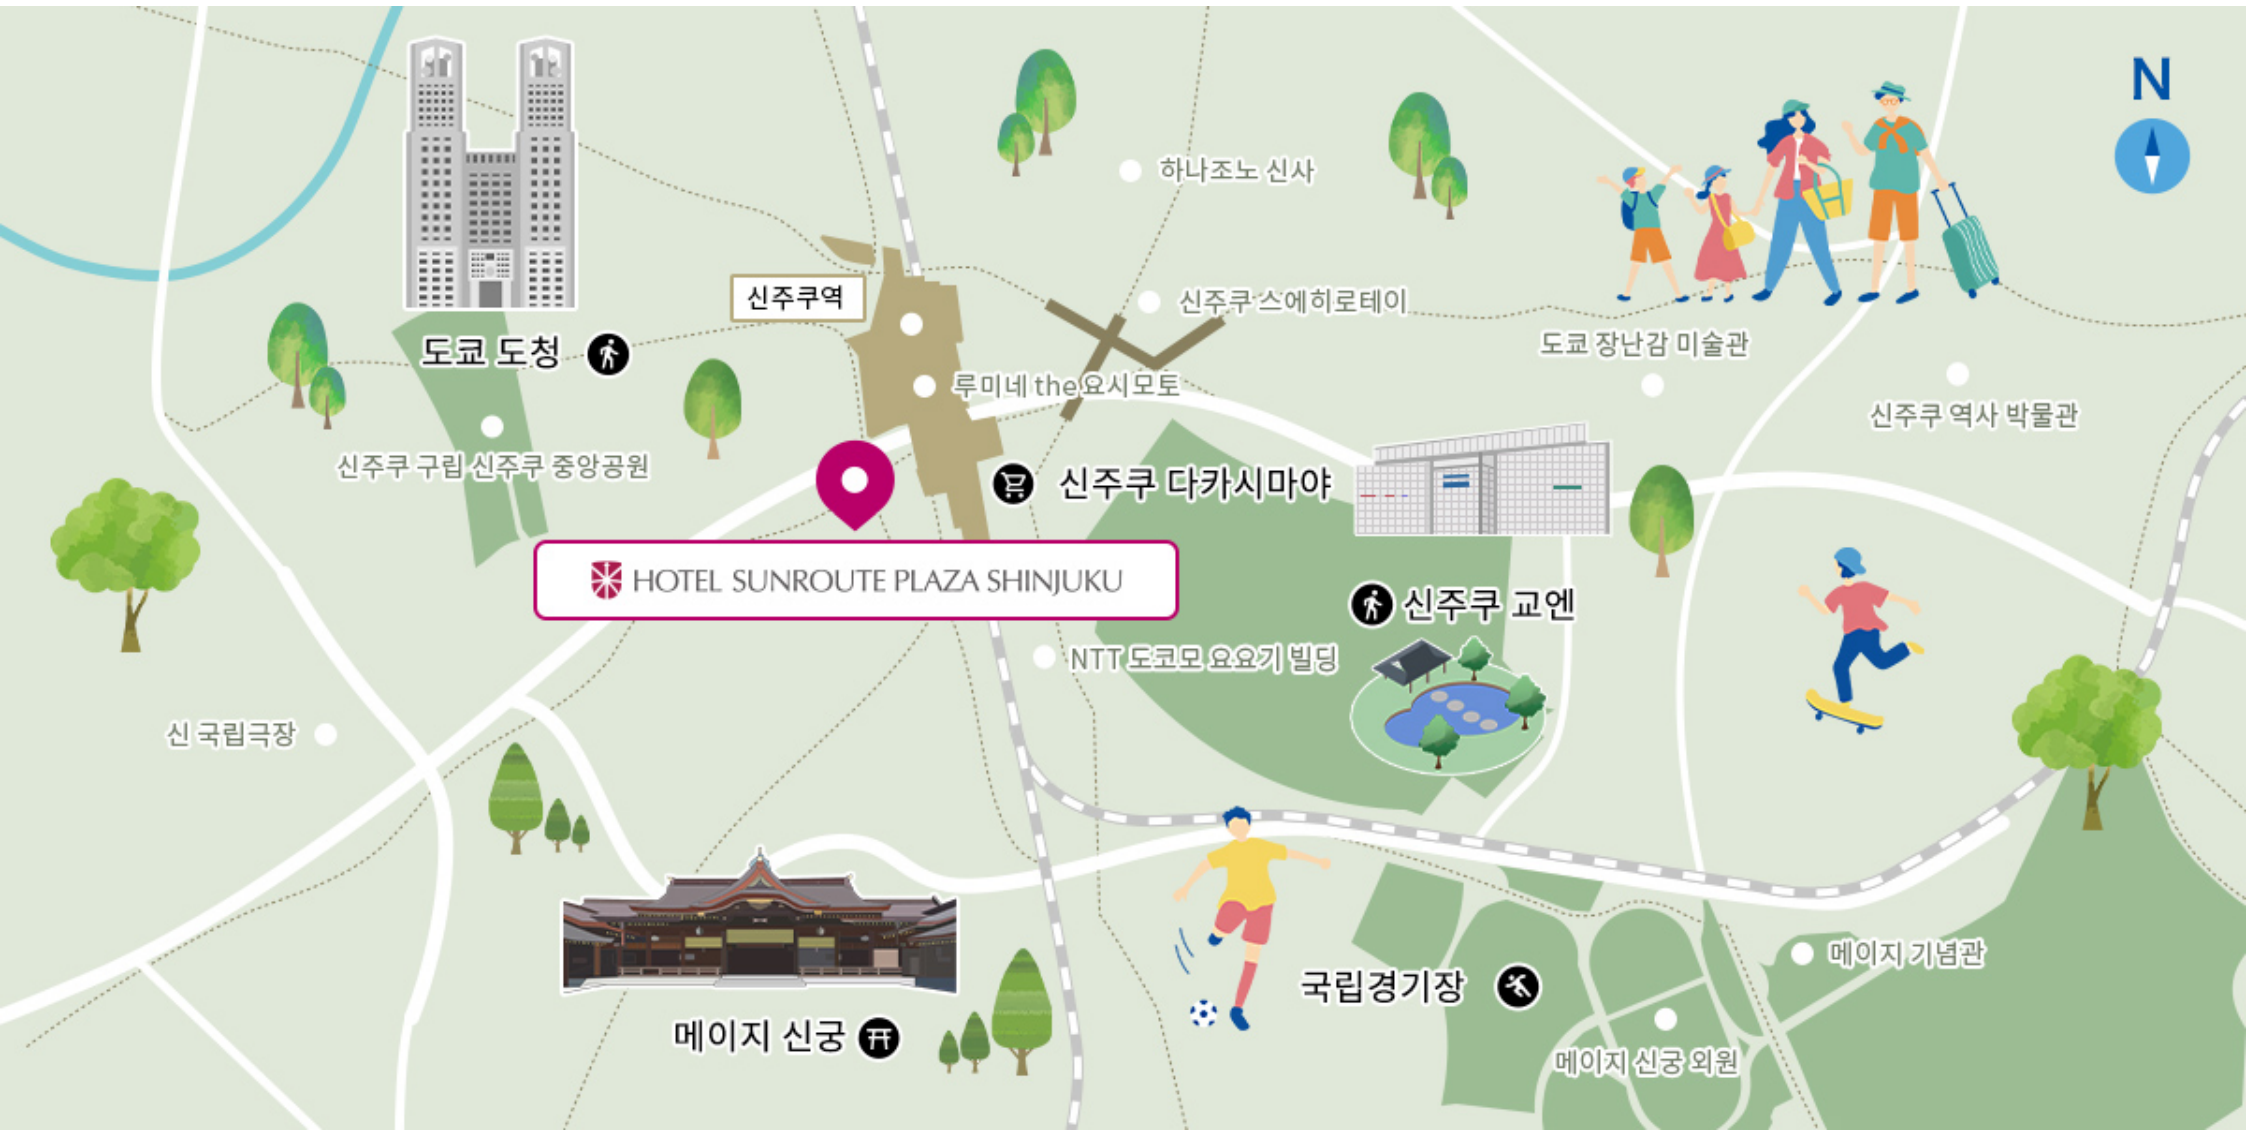 N
하나조노 신사
신주쿠역
신주쿠 스에히로테이
도쿄 장난감 미술관
도쿄 도청
루미네 the 요시모토
신주쿠 역사 박물관
신주쿠 구립 신주쿠 중앙공원
신주쿠 다카시마야
HOTEL SUNROUTE PLAZA SHINJUKU
신주쿠 교엔
NTT 도코모 요요기 빌딩
신 국립극장
메이지 기념관
국립경기장
메이지 신궁
메이지 신궁 외원